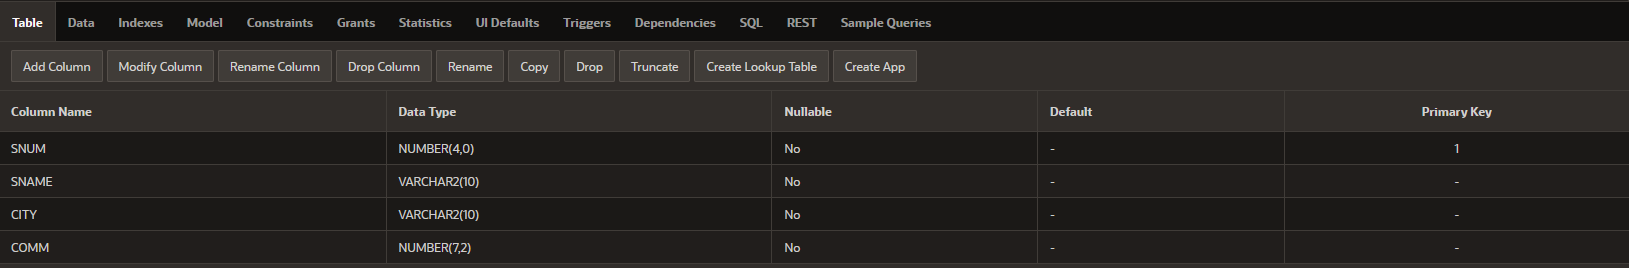 Table Data Indexes Model Constraints Grants Statistics UI Defaults Triggers Dependencies SQL REST Sample Queries
Add Column Modify Column Rename Column Drop Column Rename Copy Drop Truncate Create Lookup Table Create App
Column Name Data Type Nullable Default Primary Key
SNUM NUMBER(4,0) No - 1
SNAME VARCHAR2(10) No - -
CITY VARCHAR2(10) No - -
COMM NUMBER(7,2) No - -